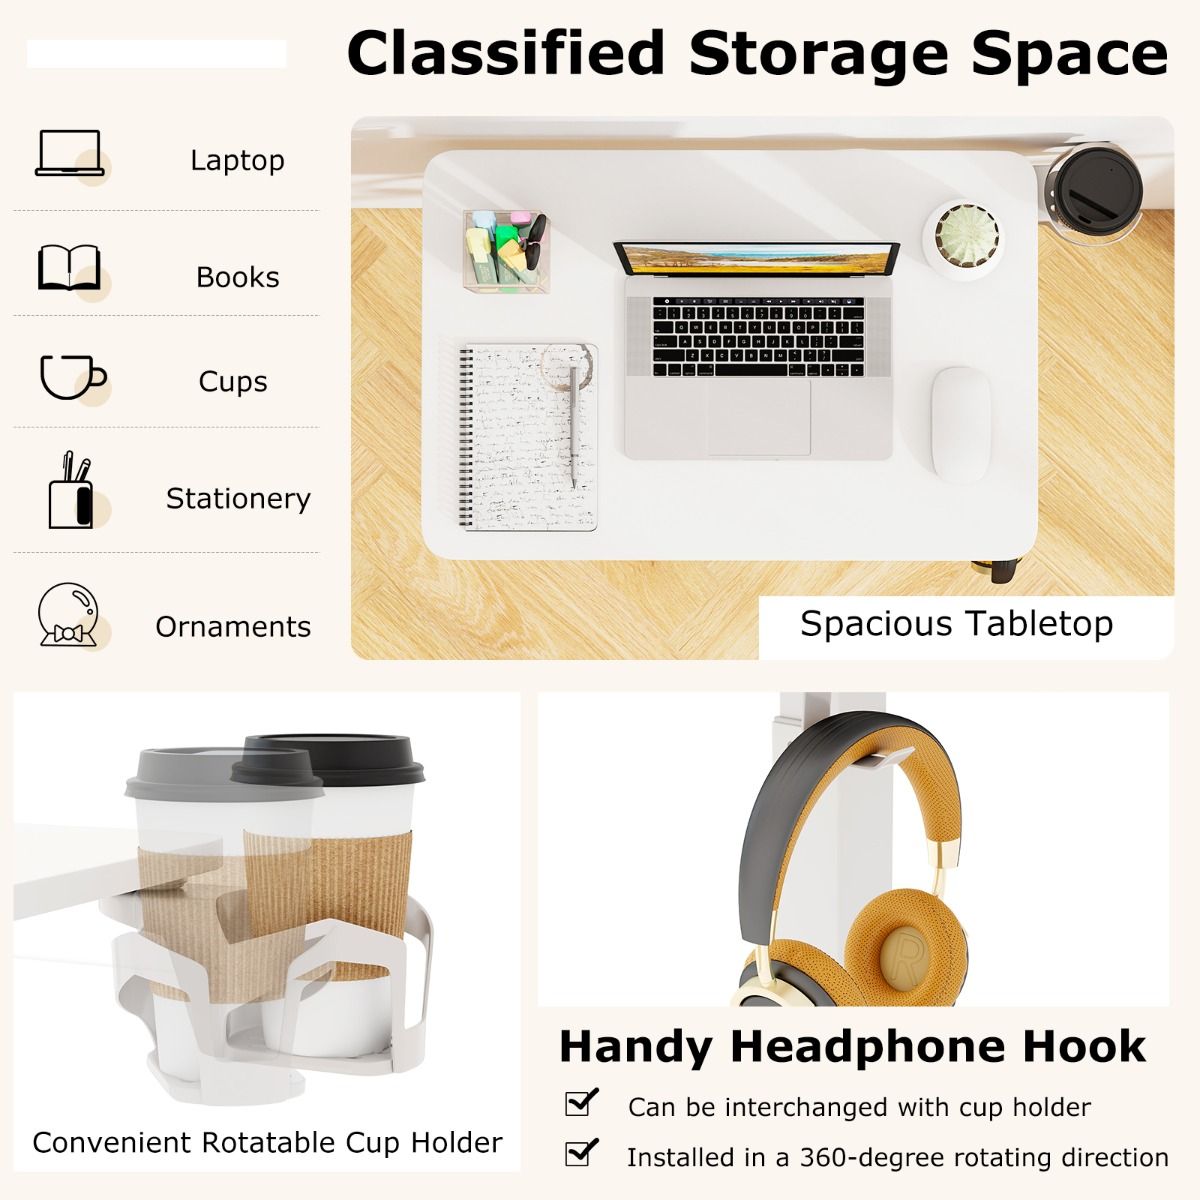 Classified Storage Space
Laptop
Books
Cups
Stationery
Ornaments
Spacious Tabletop
R
Convenient Rotatable Cup Holder
Handy Headphone Hook
Can be interchanged with cup holder
Installed in a 360-degree rotating direction